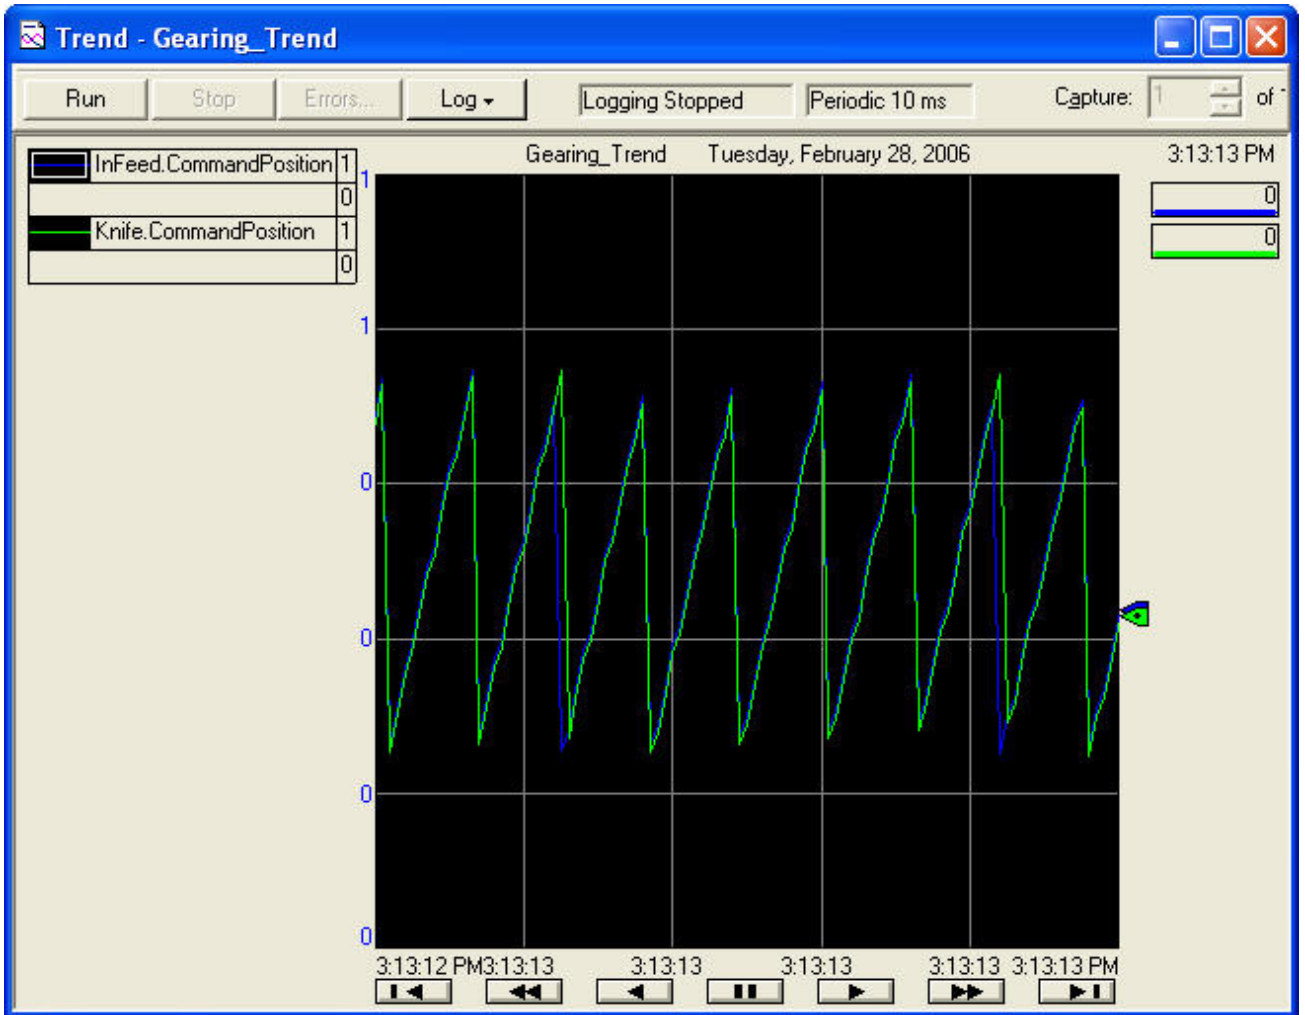 Trend - Gearing_Trend
Run Stop Errors... Log Logging Stopped Periodic 10 ms Capture: 1 of
Gearing_Trend Tuesday, February 28, 2006 3:13:13 PM
InFeed.CommandPosition 1
0
Knife.CommandPosition 1
0
0
0
1
1
0
0
0
0
3:13:12 PM 3:13:13 3:13:13 3:13:13 3:13:13 3:13:13 PM